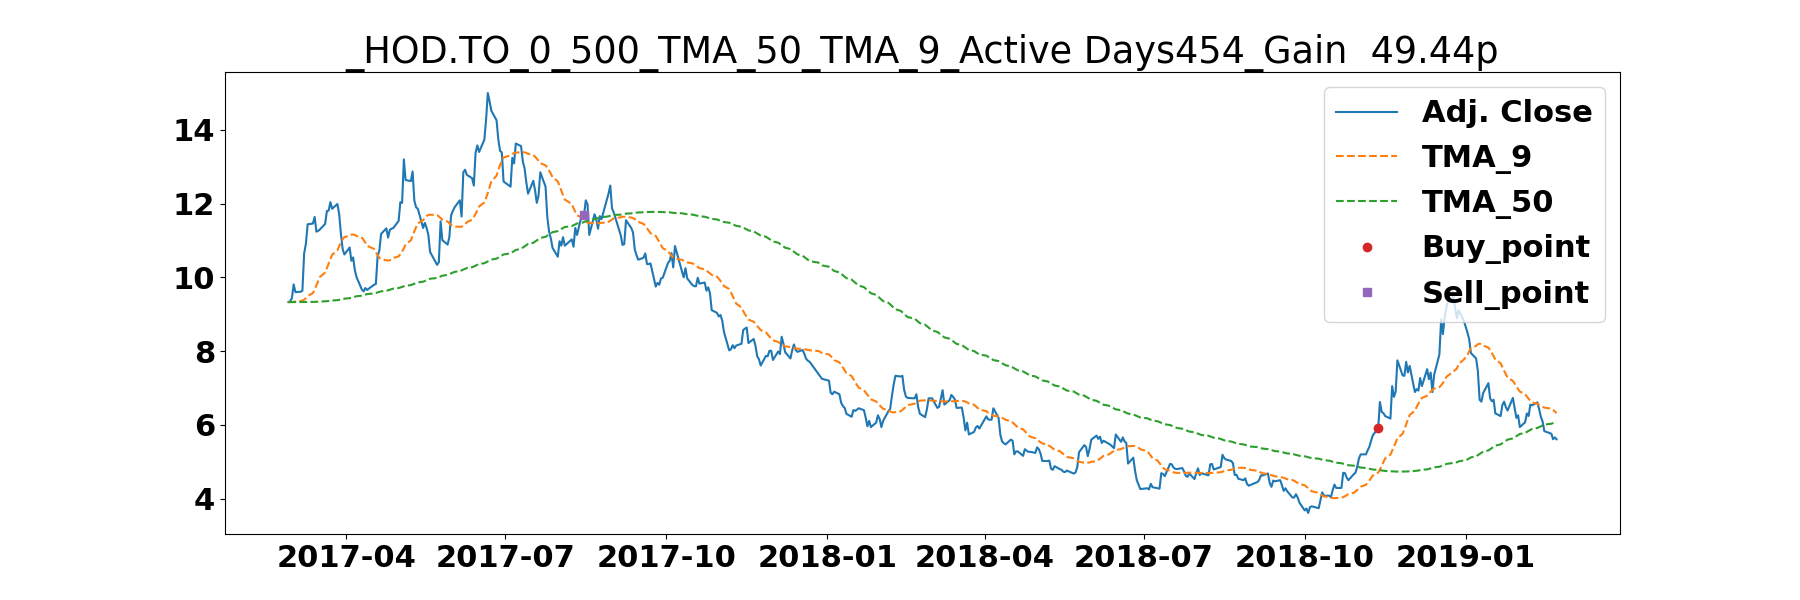 _HOD.TO_0_500_TMA_50_TMA_9_Active Days454_Gain  49.44p
14
12
10
8
6
4
Adj. Close
TMA_9
TMA_50
Buy_point
Sell_point
2017-04 2017-07 2017-10 2018-01 2018-04 2018-07 2018-10 2019-01